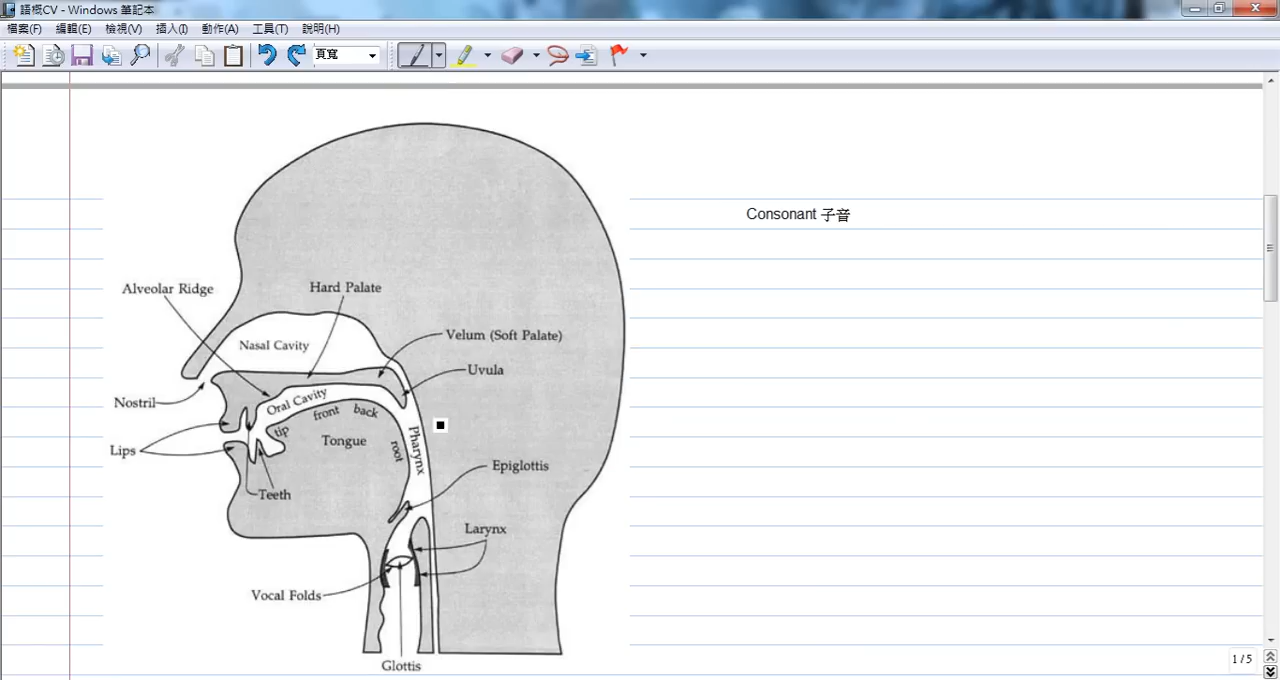 語概CV - Windows 筆記本
檔案(F) 編輯(E) 檢視(V) 插入(I) 動作(A) 工具(T) 說明(H)
頁寬
Consonant 子音
Alveolar Ridge
Hard Palate
Velum (Soft Palate)
Nasal Cavity
Uvula
Nostril
Oral Cavity
tip
front
back
Tongue
root
Pharynx
Lips
Epiglottis
Teeth
Larynx
Vocal Folds
Glottis
1 / 5